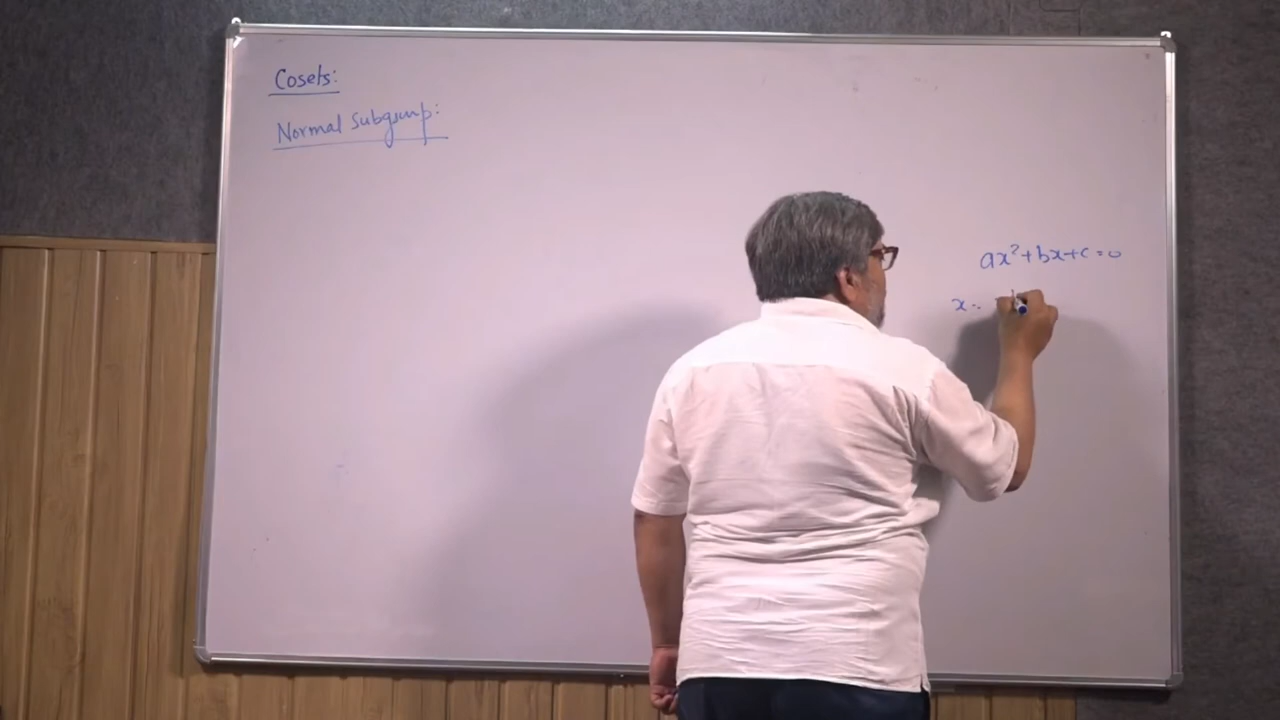 Cosets:
Normal Subgroup:
ax²+bx+c=0
x =